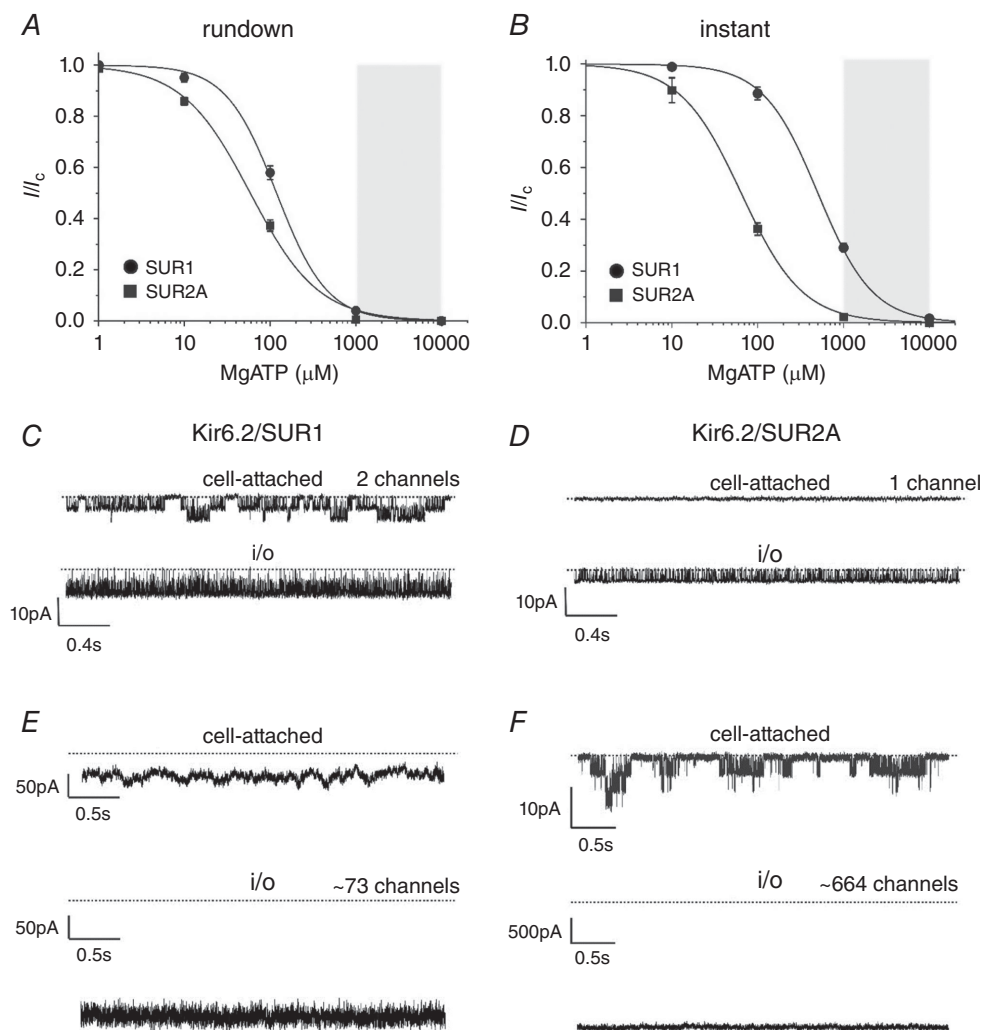 A
rundown
1.0
0.8
0.6
0.4
0.2
0.0
I/Ic
SUR1
SUR2A
1 10 100 1000 10000
MgATP (μM)
B
instant
1.0
0.8
0.6
0.4
0.2
0.0
I/Ic
SUR1
SUR2A
1 10 100 1000 10000
MgATP (μM)
C
Kir6.2/SUR1
cell-attached 2 channels
i/o
10pA
0.4s
D
Kir6.2/SUR2A
cell-attached 1 channel
i/o
10pA
0.4s
E
cell-attached
50pA
0.5s
i/o ~73 channels
50pA
0.5s
F
cell-attached
10pA
0.5s
i/o ~664 channels
500pA
0.5s